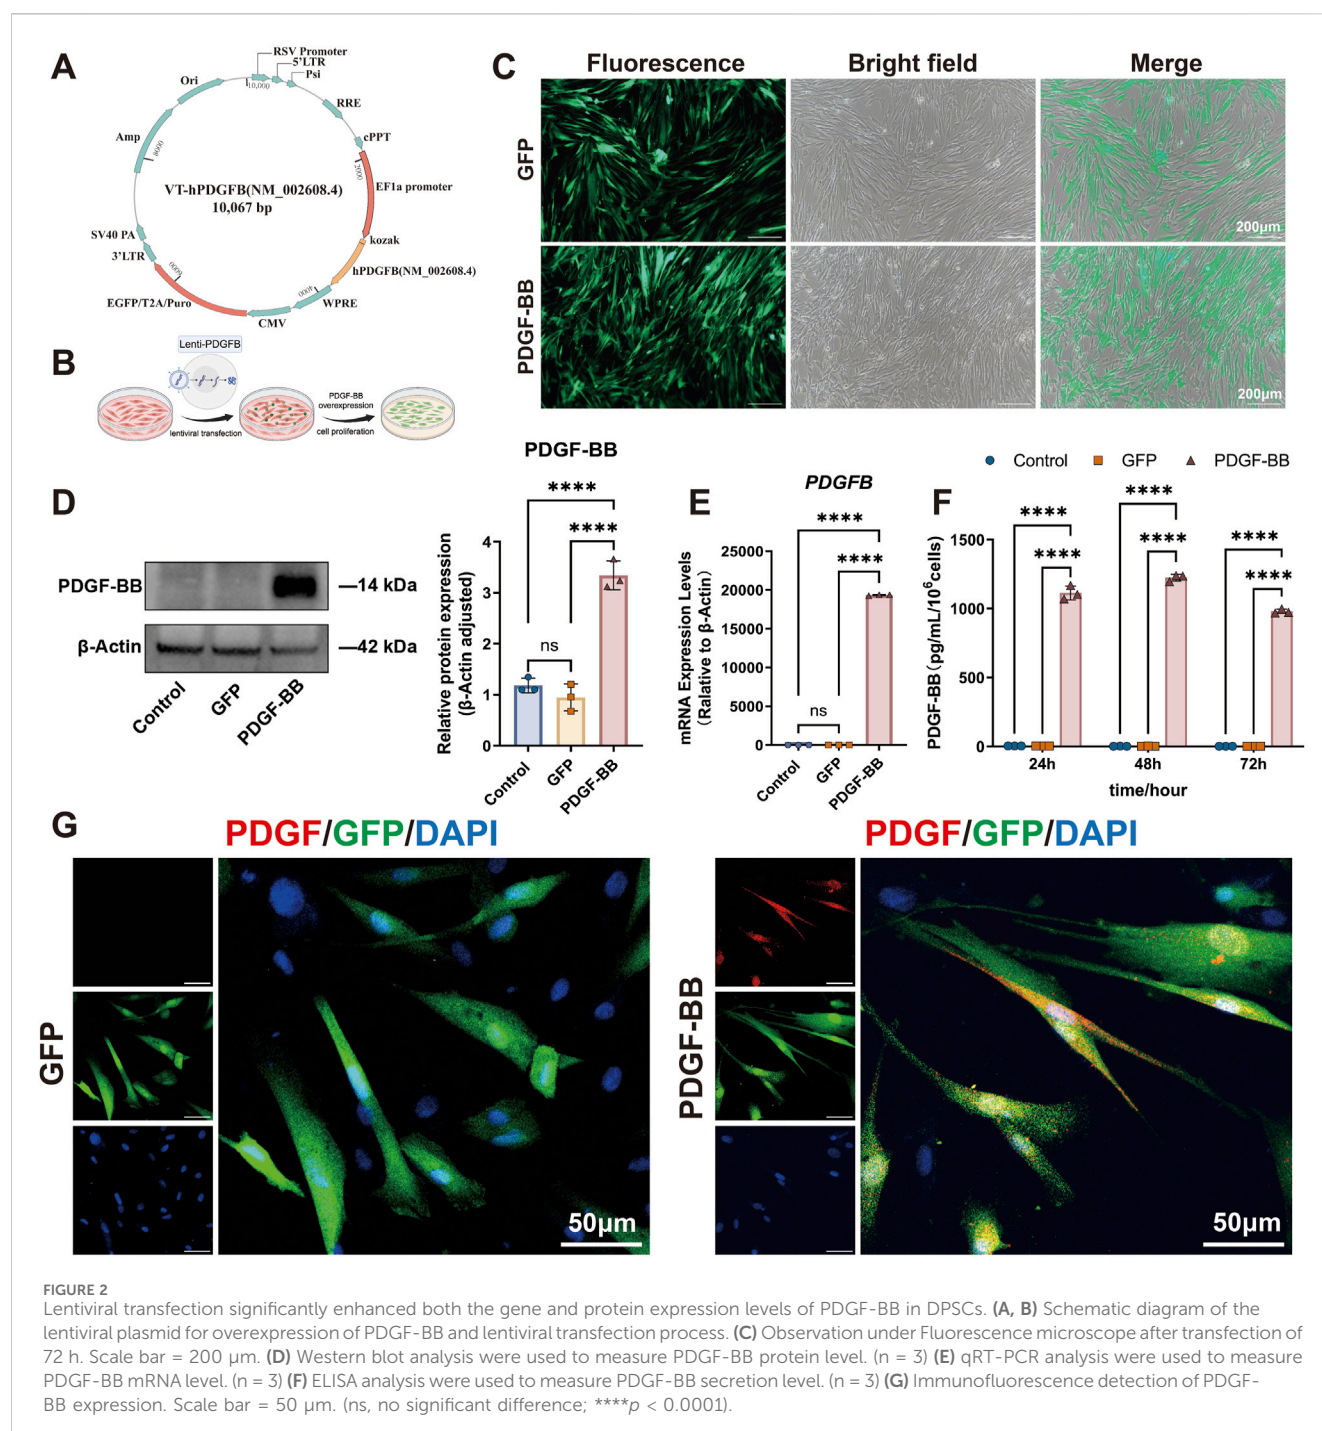 A
RSV Promoter
5'LTR
Psi
10,000
Ori
RRE
cPPT
Amp
8000
2000
VT-hPDGFB(NM_002608.4)
10,067 bp
EF1a promoter
SV40 PA
kozak
3'LTR
6000
hPDGFB(NM_002608.4)
4000
EGFP/T2A/Puro
WPRE
CMV
B
Lenti-PDGFB
lentiviral transfection
PDGF-BB
overexpression
cell proliferation
C
Fluorescence Bright field Merge
GFP
200μm
PDGF-BB
200μm
D
PDGF-BB
—14 kDa
β-Actin
—42 kDa
Control GFP PDGF-BB
PDGF-BB
****
****
ns
Relative protein expression
(β-Actin adjusted)
4
3
2
1
0
Control GFP PDGF-BB
E
PDGFB
****
****
ns
mRNA Expression Levels
(Ralative to β-Actin)
25000
20000
15000
10000
5000
0
Control GFP PDGF-BB
Control GFP PDGF-BB
F
**** **** ****
**** **** ****
PDGF-BB (pg/mL/10⁶cells)
1500
1000
500
0
24h 48h 72h
time/hour
G
PDGF/GFP/DAPI
GFP
50μm
PDGF/GFP/DAPI
PDGF-BB
50μm
FIGURE 2
Lentiviral transfection significantly enhanced both the gene and protein expression levels of PDGF-BB in DPSCs. (A, B) Schematic diagram of the
lentiviral plasmid for overexpression of PDGF-BB and lentiviral transfection process. (C) Observation under Fluorescence microscope after transfection of
72 h. Scale bar = 200 μm. (D) Western blot analysis were used to measure PDGF-BB protein level. (n = 3) (E) qRT-PCR analysis were used to measure
PDGF-BB mRNA level. (n = 3) (F) ELISA analysis were used to measure PDGF-BB secretion level. (n = 3) (G) Immunofluorescence detection of PDGF-
BB expression. Scale bar = 50 μm. (ns, no significant difference; ****p < 0.0001).